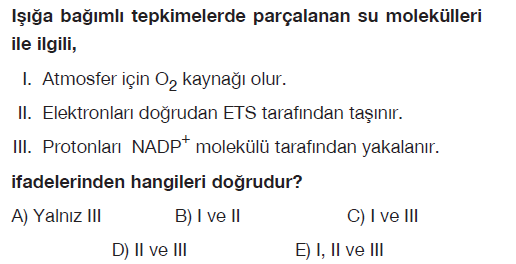 Işığa bağımlı tepkimelerde parçalanan su molekülleri
ile ilgili,
I. Atmosfer için O₂ kaynağı olur.
II. Elektronları doğrudan ETS tarafından taşınır.
III. Protonları NADP⁺ molekülü tarafından yakalanır.
ifadelerinden hangileri doğrudur?
A) Yalnız III B) I ve II C) I ve III
D) II ve III E) I, II ve III